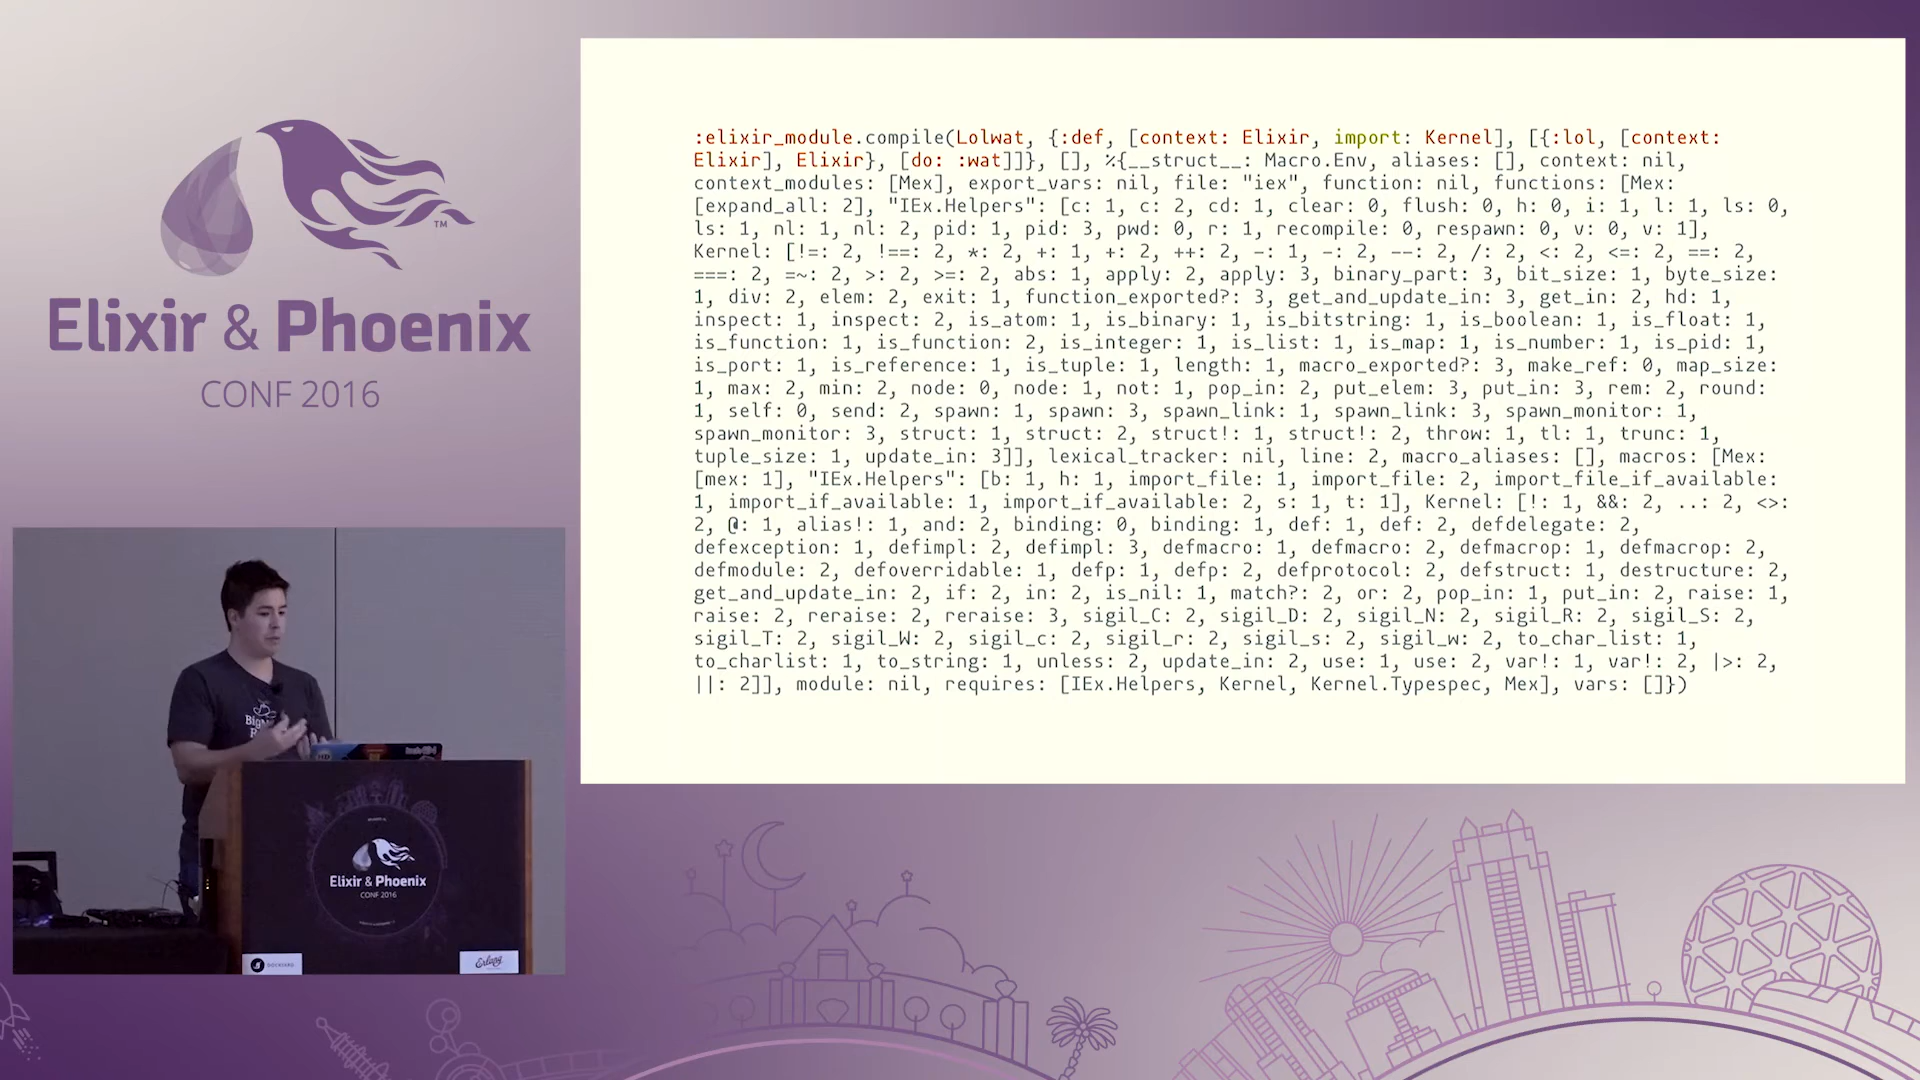 Elixir & Phoenix
CONF 2016
TM
:elixir_module.compile(Lolwat, {:def, [context: Elixir, import: Kernel], [{:lol, [context:
Elixir], Elixir}, [do: :wat]]}, [], %{__struct__: Macro.Env, aliases: [], context: nil,
context_modules: [Mex], export_vars: nil, file: "iex", function: nil, functions: [Mex:
[expand_all: 2], "IEx.Helpers": [c: 1, c: 2, cd: 1, clear: 0, flush: 0, h: 0, i: 1, l: 1, ls: 0,
ls: 1, nl: 1, nl: 2, pid: 1, pid: 3, pwd: 0, r: 1, recompile: 0, respawn: 0, v: 0, v: 1],
Kernel: [!=: 2, !==: 2, *: 2, +: 1, +: 2, ++: 2, -: 1, -: 2, --: 2, /: 2, <: 2, <=: 2, ==: 2,
===: 2, =~: 2, >: 2, >=: 2, abs: 1, apply: 2, apply: 3, binary_part: 3, bit_size: 1, byte_size:
1, div: 2, elem: 2, exit: 1, function_exported?: 3, get_and_update_in: 3, get_in: 2, hd: 1,
inspect: 1, inspect: 2, is_atom: 1, is_binary: 1, is_bitstring: 1, is_boolean: 1, is_float: 1,
is_function: 1, is_function: 2, is_integer: 1, is_list: 1, is_map: 1, is_number: 1, is_pid: 1,
is_port: 1, is_reference: 1, is_tuple: 1, length: 1, macro_exported?: 3, make_ref: 0, map_size:
1, max: 2, min: 2, node: 0, node: 1, not: 1, pop_in: 2, put_elem: 3, put_in: 3, rem: 2, round:
1, self: 0, send: 2, spawn: 1, spawn: 3, spawn_link: 1, spawn_link: 3, spawn_monitor: 1,
spawn_monitor: 3, struct: 1, struct: 2, struct!: 1, struct!: 2, throw: 1, tl: 1, trunc: 1,
tuple_size: 1, update_in: 3]], lexical_tracker: nil, line: 2, macro_aliases: [], macros: [Mex:
[mex: 1], "IEx.Helpers": [b: 1, h: 1, import_file: 1, import_file: 2, import_file_if_available:
1, import_if_available: 1, import_if_available: 2, s: 1, t: 1], Kernel: [!: 1, &&: 2, ..: 2, <>:
2, @: 1, alias!: 1, and: 2, binding: 0, binding: 1, def: 1, def: 2, defdelegate: 2,
defexception: 1, defimpl: 2, defimpl: 3, defmacro: 1, defmacro: 2, defmacrop: 1, defmacrop: 2,
defmodule: 2, defoverridable: 1, defp: 1, defp: 2, defprotocol: 2, defstruct: 1, destructure: 2,
get_and_update_in: 2, if: 2, in: 2, is_nil: 1, match?: 2, or: 2, pop_in: 1, put_in: 2, raise: 1,
raise: 2, reraise: 2, reraise: 3, sigil_C: 2, sigil_D: 2, sigil_N: 2, sigil_R: 2, sigil_S: 2,
sigil_T: 2, sigil_W: 2, sigil_c: 2, sigil_r: 2, sigil_s: 2, sigil_w: 2, to_char_list: 1,
to_charlist: 1, to_string: 1, unless: 2, update_in: 2, use: 1, use: 2, var!: 1, var!: 2, |>: 2,
||: 2]], module: nil, requires: [IEx.Helpers, Kernel, Kernel.Typespec, Mex], vars: []})
Elixir & Phoenix
CONF 2016
DOCKYARD
Erlang